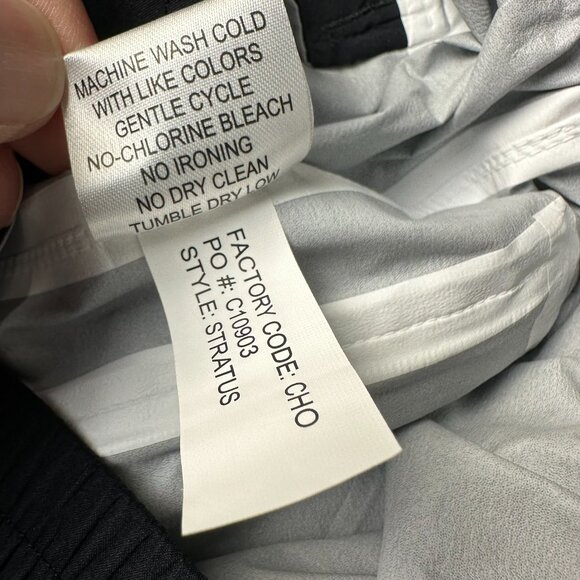 MACHINE WASH COLD
WITH LIKE COLORS
GENTLE CYCLE
NO-CHLORINE BLEACH
NO IRONING
NO DRY CLEAN
TUMBLE DRY LOW
FACTORY CODE: CHO
PO #: C10903
STYLE: STRATUS